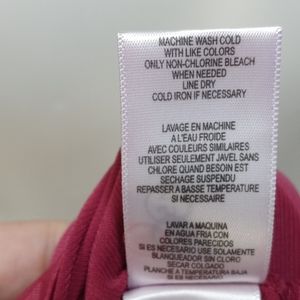 MACHINE WASH COLD
WITH LIKE COLORS
ONLY NON-CHLORINE BLEACH
WHEN NEEDED
LINE DRY
COLD IRON IF NECESSARY
LAVAGE EN MACHINE
A L'EAU FROIDE
AVEC COULEURS SIMILAIRES
UTILISER SEULEMENT JAVEL SANS
CHLORE QUAND BESOIN EST
SECHAGE SUSPENDU
REPASSER A BASSE TEMPERATURE
SI NECESSAIRE
LAVAR A MAQUINA
EN AGUA FRIA CON
COLORES PARECIDOS
SI ES NECESARIO USE SOLAMENTE
BLANQUEADOR SIN CLORO
SECAR COLGADO
PLANCHE A TEMPERATURA BAJA
SI ES NECESARIO